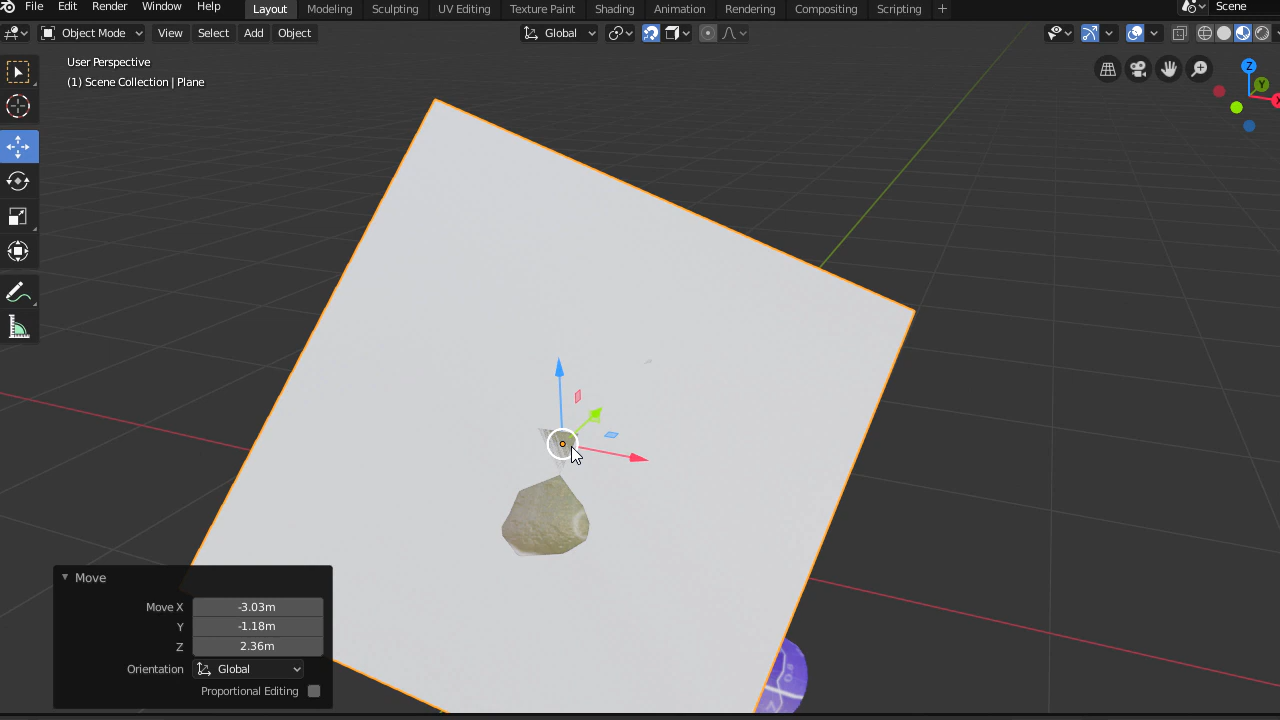 File Edit Render Window Help Layout Modeling Sculpting UV Editing Texture Paint Shading Animation Rendering Compositing Scripting + Scene
Object Mode View Select Add Object Global
User Perspective
(1) Scene Collection | Plane
Z
Y
X
Move
Move X -3.03m
Y -1.18m
Z 2.36m
Orientation Global
Proportional Editing
0.8